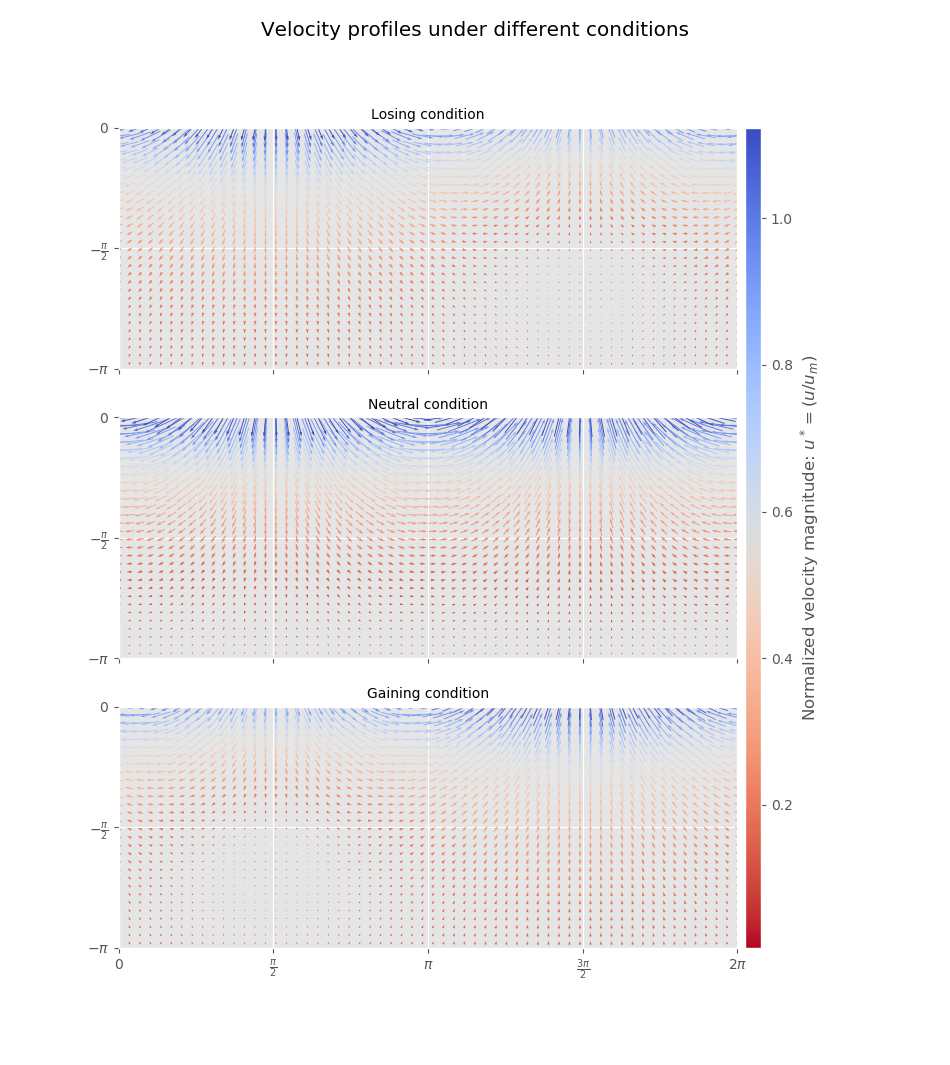 Velocity profiles under different conditions
Losing condition
0
−π/2
−π
Neutral condition
0
−π/2
−π
Gaining condition
0
−π/2
−π
0 π/2 π 3π/2 2π
1.0
0.8
0.6
0.4
0.2
Normalized velocity magnitude: u* = (u/uₘ)